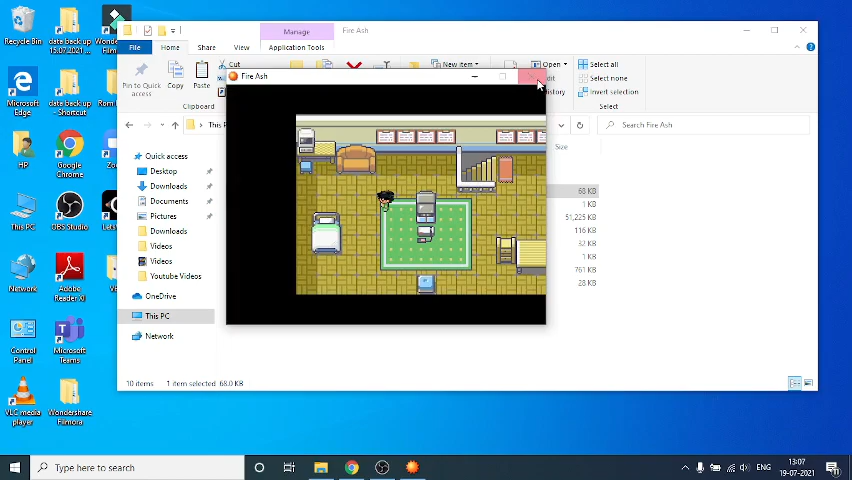 Recycle Bin
data back up
15.07.2021
Manage
Fire Ash
File
Home
Share
View
Application Tools
Pin to Quick
access
Copy
Paste
Cut
Clipboard
New item
Open
History
Select all
Select none
Invert selection
Select
Fire Ash
Search Fire Ash
Microsoft
Edge
data back up
- Shortcut
HP
Google
Chrome
This PC
OBS Studio
Network
Adobe
Reader XI
Control
Panel
Microsoft
Teams
VLC media
player
Wondershare
Filmora
Quick access
Desktop
Downloads
Documents
Pictures
Downloads
Videos
Videos
Youtube Videos
OneDrive
This PC
Network
Size
68 KB
1 KB
51,225 KB
116 KB
32 KB
1 KB
761 KB
28 KB
10 items
1 item selected 68.0 KB
Type here to search
ENG
13:07
19-07-2021